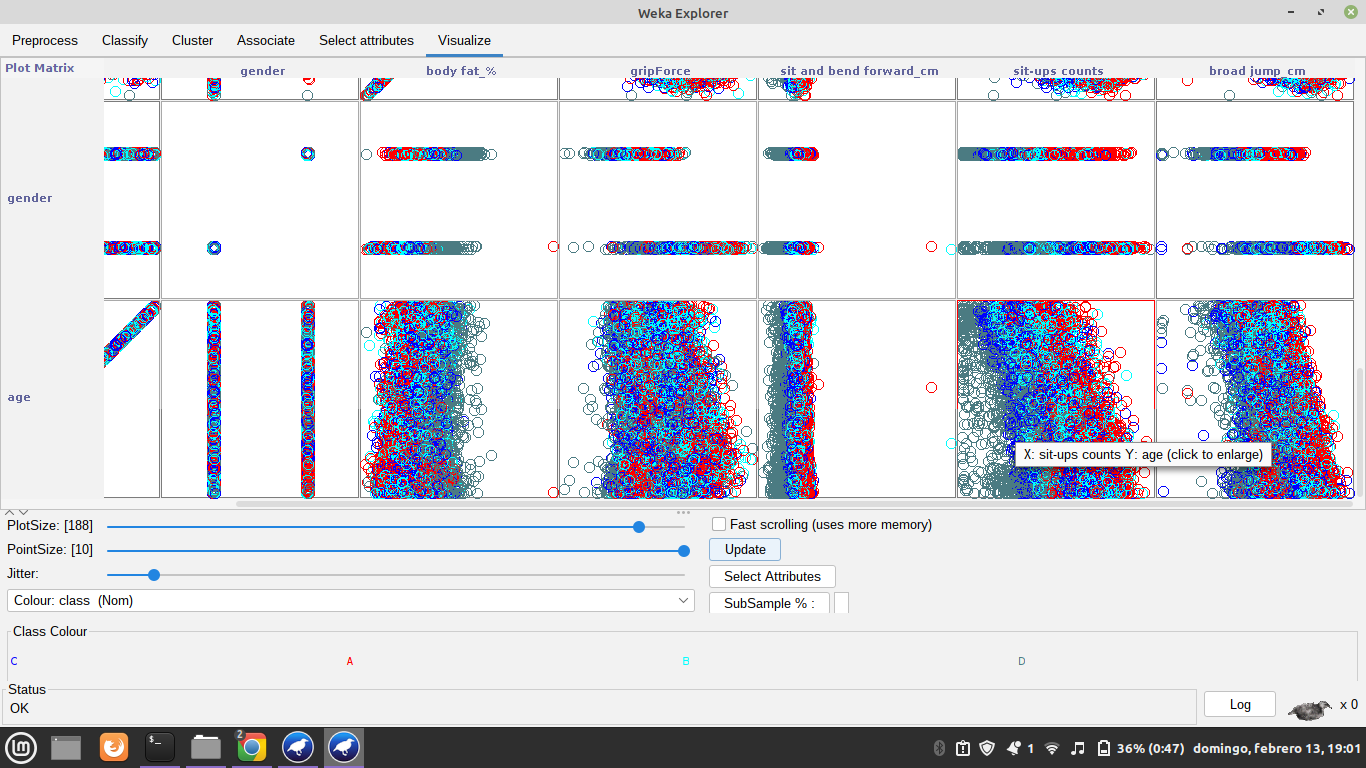 Weka Explorer
Preprocess Classify Cluster Associate Select attributes Visualize
Plot Matrix gender body fat_% gripForce sit and bend forward_cm sit-ups counts broad jump_cm
gender
age
X: sit-ups counts Y: age (click to enlarge)
PlotSize: [188]
Fast scrolling (uses more memory)
PointSize: [10]
Update
Jitter:
Select Attributes
Colour: class (Nom)
SubSample % :
Class Colour
C A B D
Status
OK
Log
x 0
2
$_
1 36% (0:47) domingo, febrero 13, 19:01